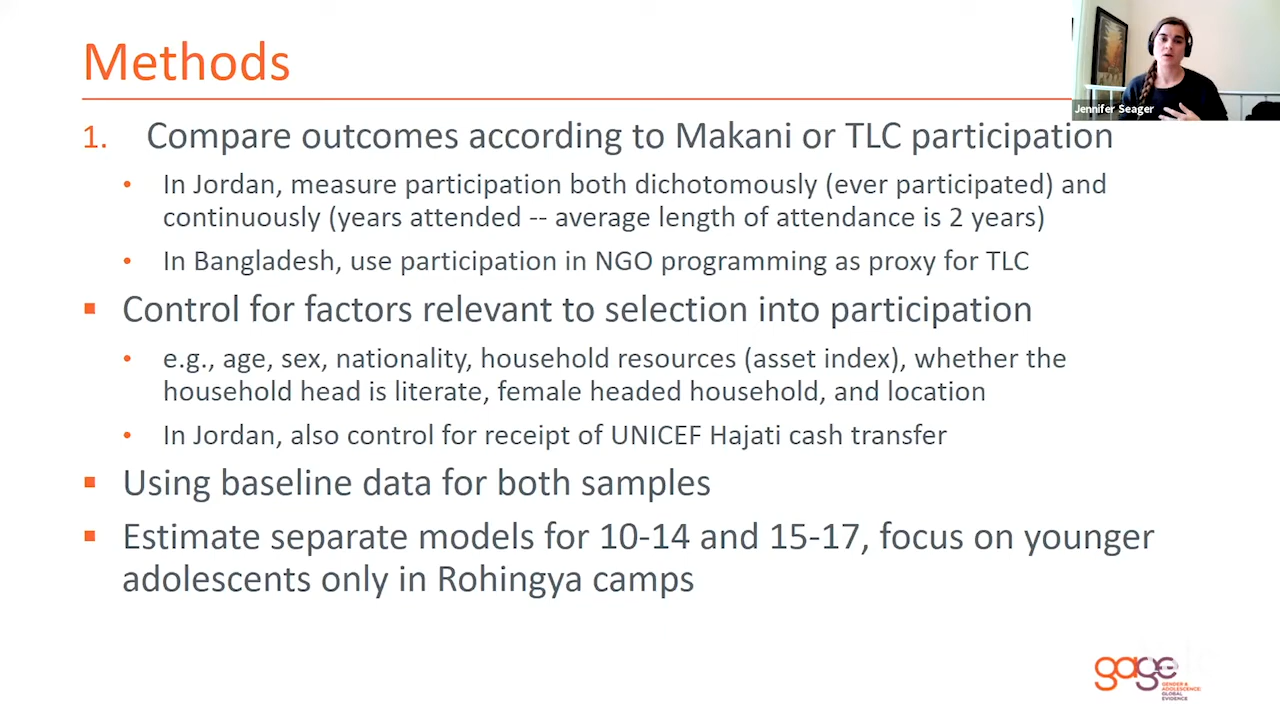 Methods
Jennifer Seager
1. Compare outcomes according to Makani or TLC participation
• In Jordan, measure participation both dichotomously (ever participated) and
continuously (years attended -- average length of attendance is 2 years)
• In Bangladesh, use participation in NGO programming as proxy for TLC
▪ Control for factors relevant to selection into participation
• e.g., age, sex, nationality, household resources (asset index), whether the
household head is literate, female headed household, and location
• In Jordan, also control for receipt of UNICEF Hajati cash transfer
▪ Using baseline data for both samples
▪ Estimate separate models for 10-14 and 15-17, focus on younger
adolescents only in Rohingya camps
gage
GENDER &
ADOLESCENCE:
GLOBAL
EVIDENCE